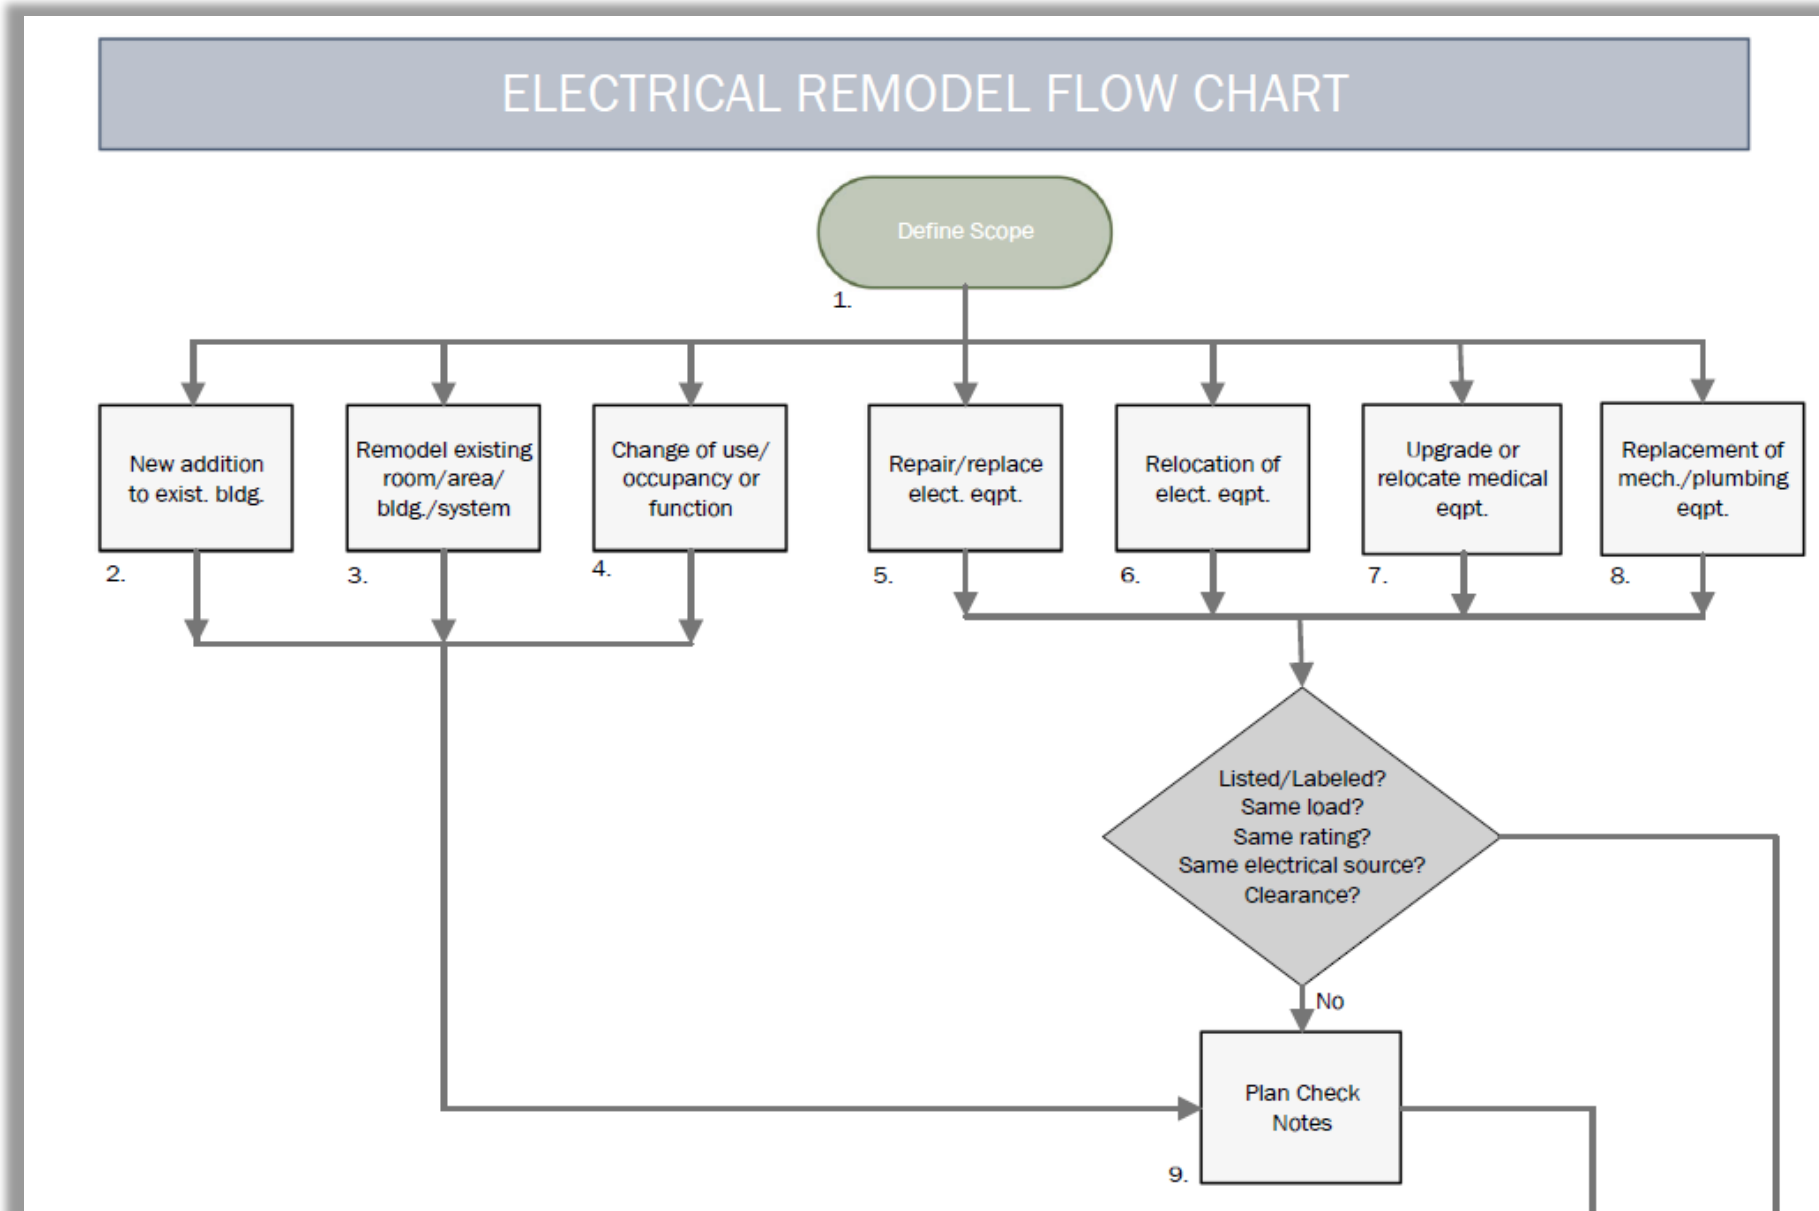 ELECTRICAL REMODEL FLOW CHART
Define Scope
1.
New addition
to exist. bldg.
2.
Remodel existing
room/area/
bldg./system
3.
Change of use/
occupancy or
function
4.
Repair/replace
elect. eqpt.
5.
Relocation of
elect. eqpt.
6.
Upgrade or
relocate medical
eqpt.
7.
Replacement of
mech./plumbing
eqpt.
8.
Listed/Labeled?
Same load?
Same rating?
Same electrical source?
Clearance?
No
Plan Check
Notes
9.